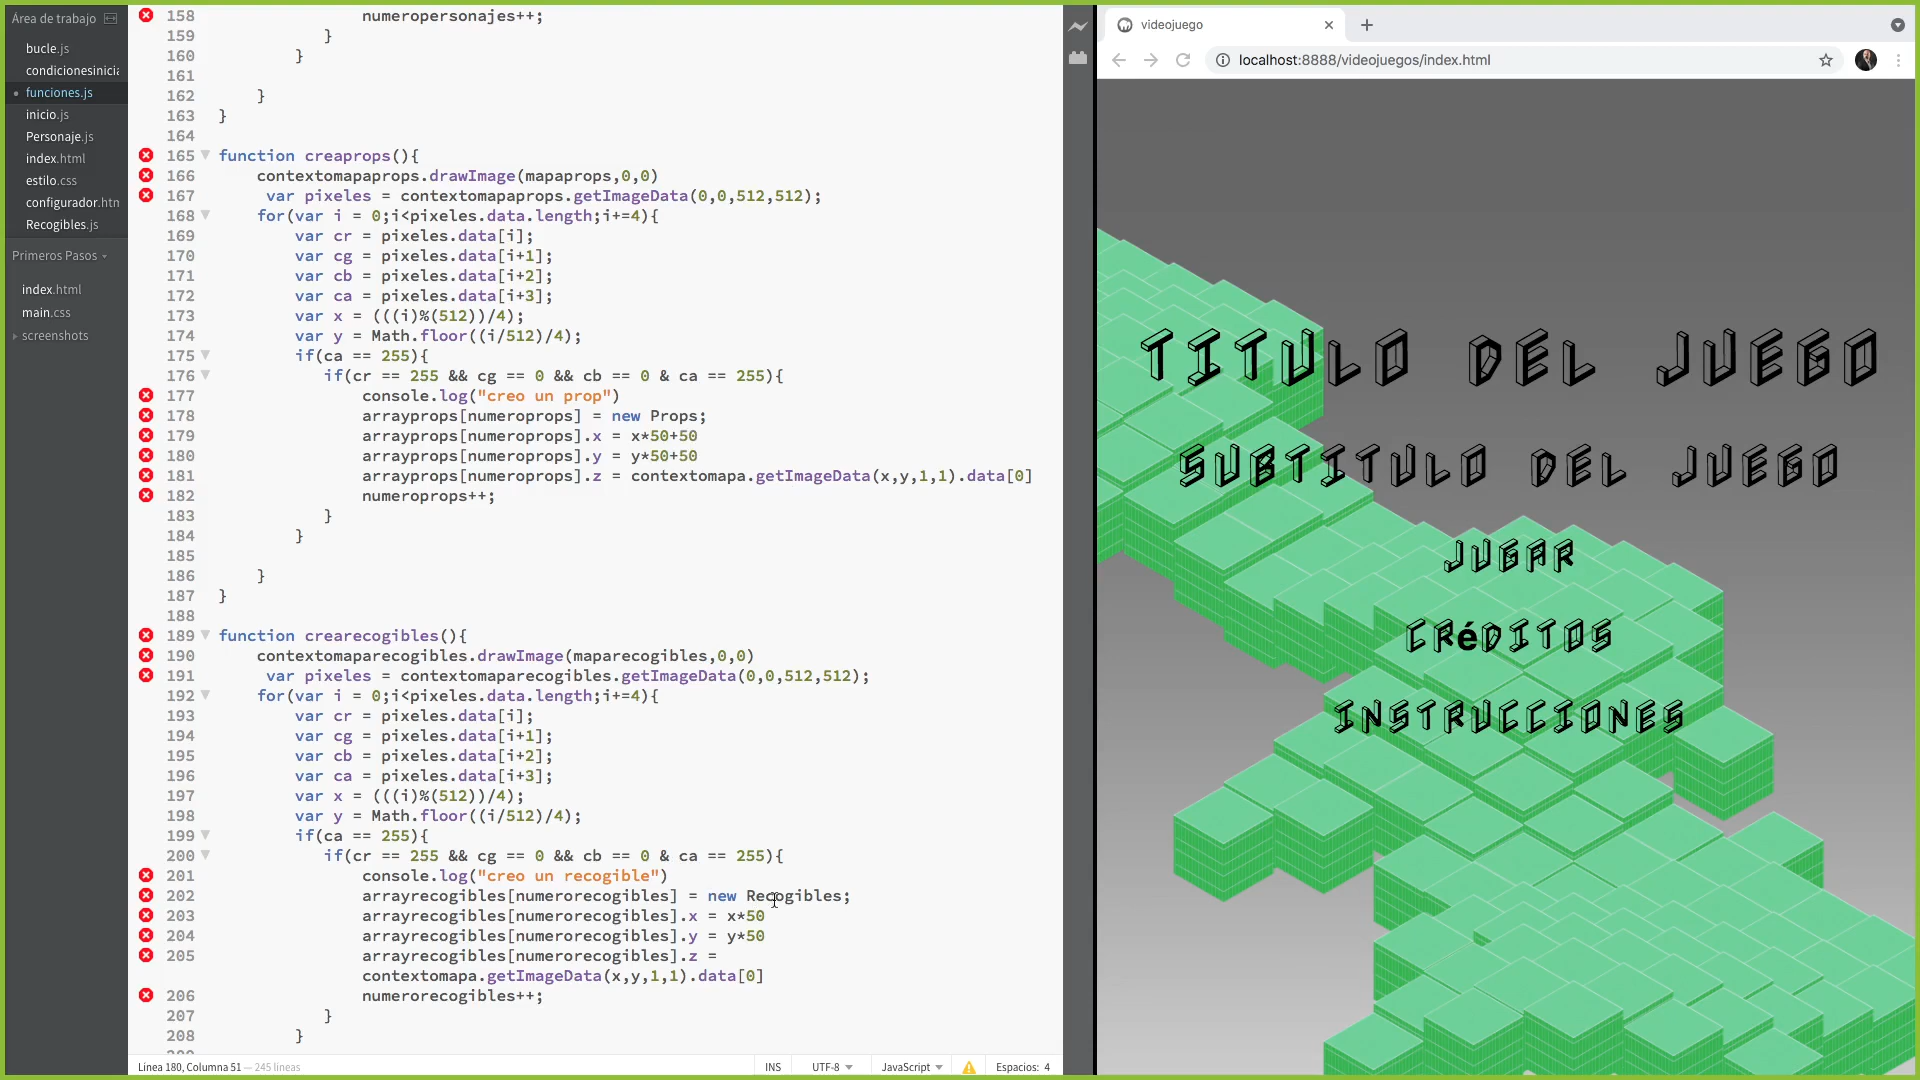 Área de trabajo
bucle.js
condicionesinicia
funciones.js
inicio.js
Personaje.js
index.html
estilo.css
configurador.htm
Recogibles.js
Primeros Pasos
index.html
main.css
screenshots
158 numeropersonajes++;
159 }
160 }
161
162 }
163 }
164
165 function creaprops(){
166 contextomapaprops.drawImage(mapaprops,0,0)
167 var pixeles = contextomapaprops.getImageData(0,0,512,512);
168 for(var i = 0;i<pixeles.data.length;i+=4){
169 var cr = pixeles.data[i];
170 var cg = pixeles.data[i+1];
171 var cb = pixeles.data[i+2];
172 var ca = pixeles.data[i+3];
173 var x = (((i)%(512))/4);
174 var y = Math.floor((i/512)/4);
175 if(ca == 255){
176 if(cr == 255 && cg == 0 && cb == 0 & ca == 255){
177 console.log("creo un prop")
178 arrayprops[numeroprops] = new Props;
179 arrayprops[numeroprops].x = x*50+50
180 arrayprops[numeroprops].y = y*50+50
181 arrayprops[numeroprops].z = contextomapa.getImageData(x,y,1,1).data[0]
182 numeroprops++;
183 }
184 }
185
186 }
187 }
188
189 function crearecogibles(){
190 contextomaparecogibles.drawImage(maparecogibles,0,0)
191 var pixeles = contextomaparecogibles.getImageData(0,0,512,512);
192 for(var i = 0;i<pixeles.data.length;i+=4){
193 var cr = pixeles.data[i];
194 var cg = pixeles.data[i+1];
195 var cb = pixeles.data[i+2];
196 var ca = pixeles.data[i+3];
197 var x = (((i)%(512))/4);
198 var y = Math.floor((i/512)/4);
199 if(ca == 255){
200 if(cr == 255 && cg == 0 && cb == 0 & ca == 255){
201 console.log("creo un recogible")
202 arrayrecogibles[numerorecogibles] = new Recogibles;
203 arrayrecogibles[numerorecogibles].x = x*50
204 arrayrecogibles[numerorecogibles].y = y*50
205 arrayrecogibles[numerorecogibles].z =
contextomapa.getImageData(x,y,1,1).data[0]
206 numerorecogibles++;
207 }
208 }
Línea 180, Columna 51 — 245 líneas
INS
UTF-8
JavaScript
Espacios: 4
videojuego
localhost:8888/videojuegos/index.html
TITULO DEL JUEGO
SUBTITULO DEL JUEGO
JUGAR
CRéDITOS
INSTRUCCIONES